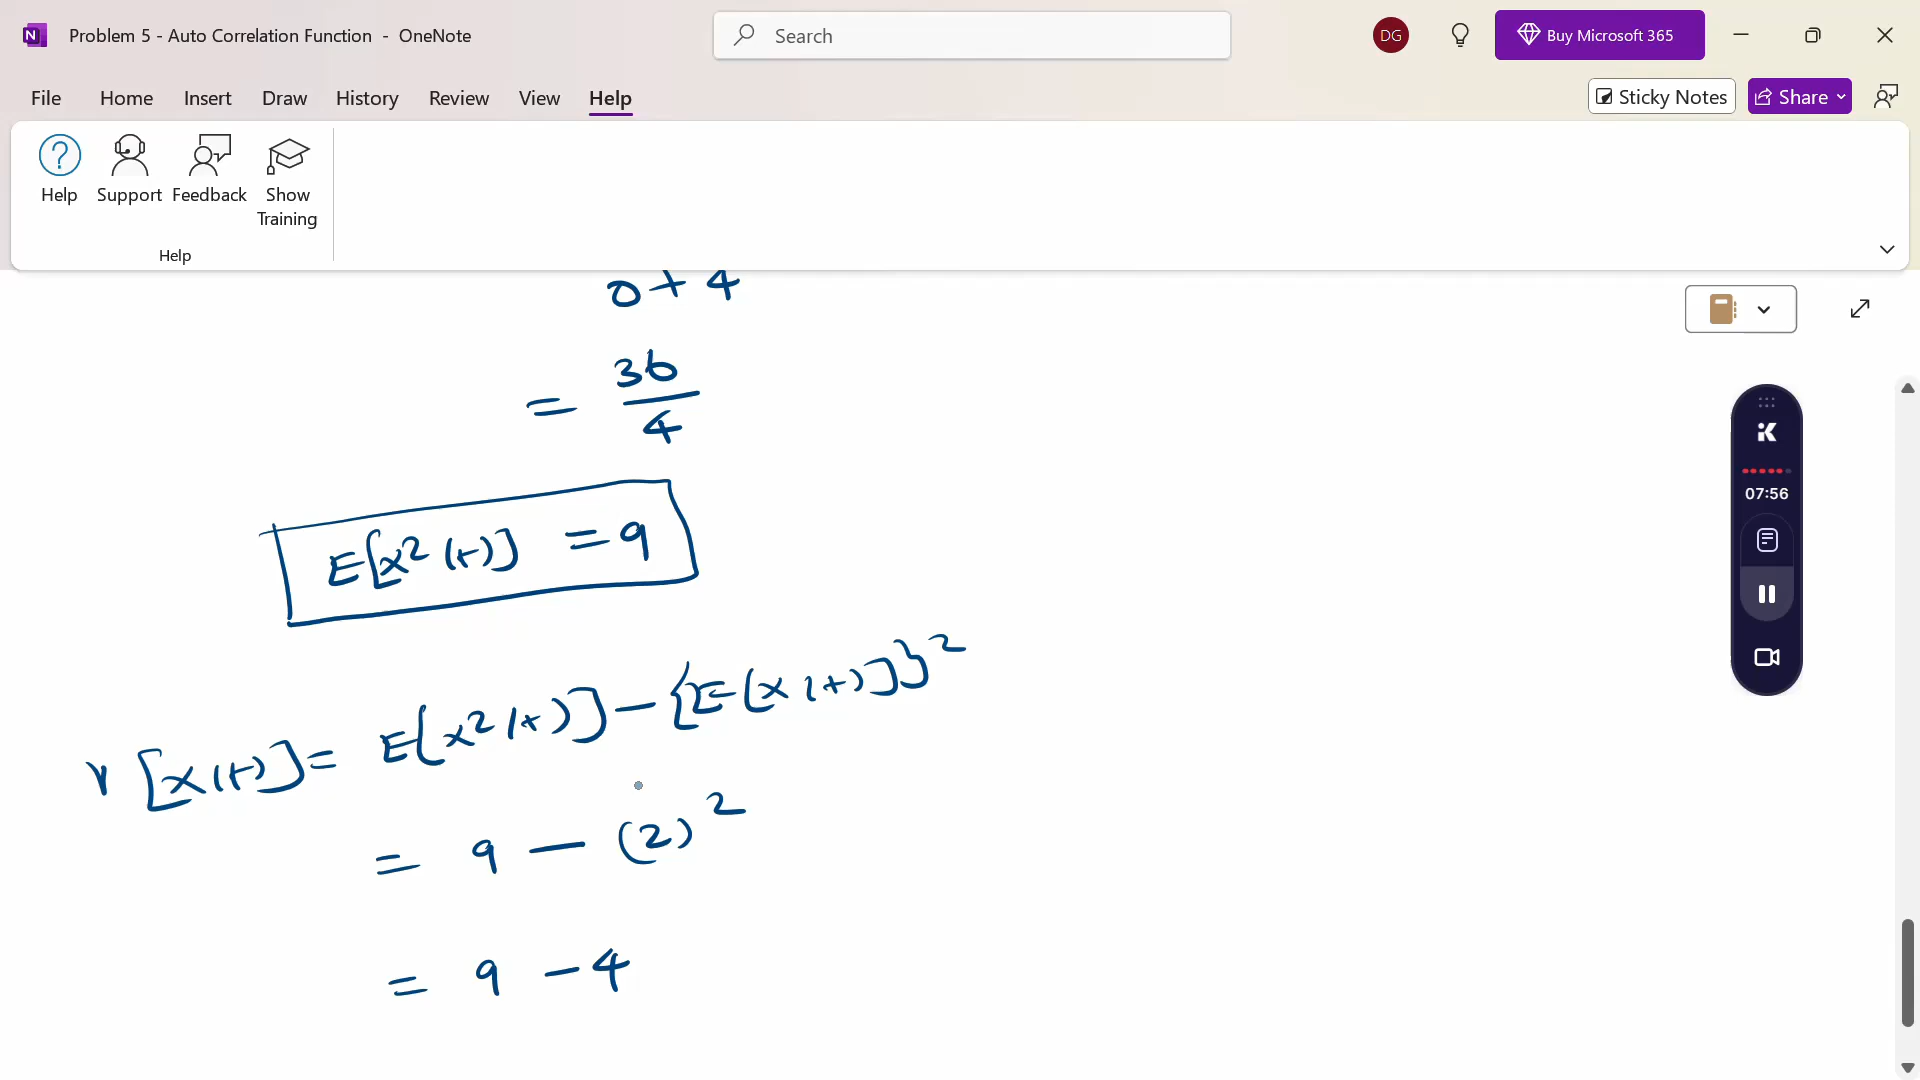 Problem 5 - Auto Correlation Function - OneNote
Search
DG
Buy Microsoft 365
File Home Insert Draw History Review View Help
Sticky Notes
Share
Help Support Feedback Show Training
Help
0 + 4
= 36/4
E[x² (t)] = 9
07:56
V [x(t)] = E[x²(t)] - {E[x(t)]}²
= 9 - (2)²
= 9 - 4